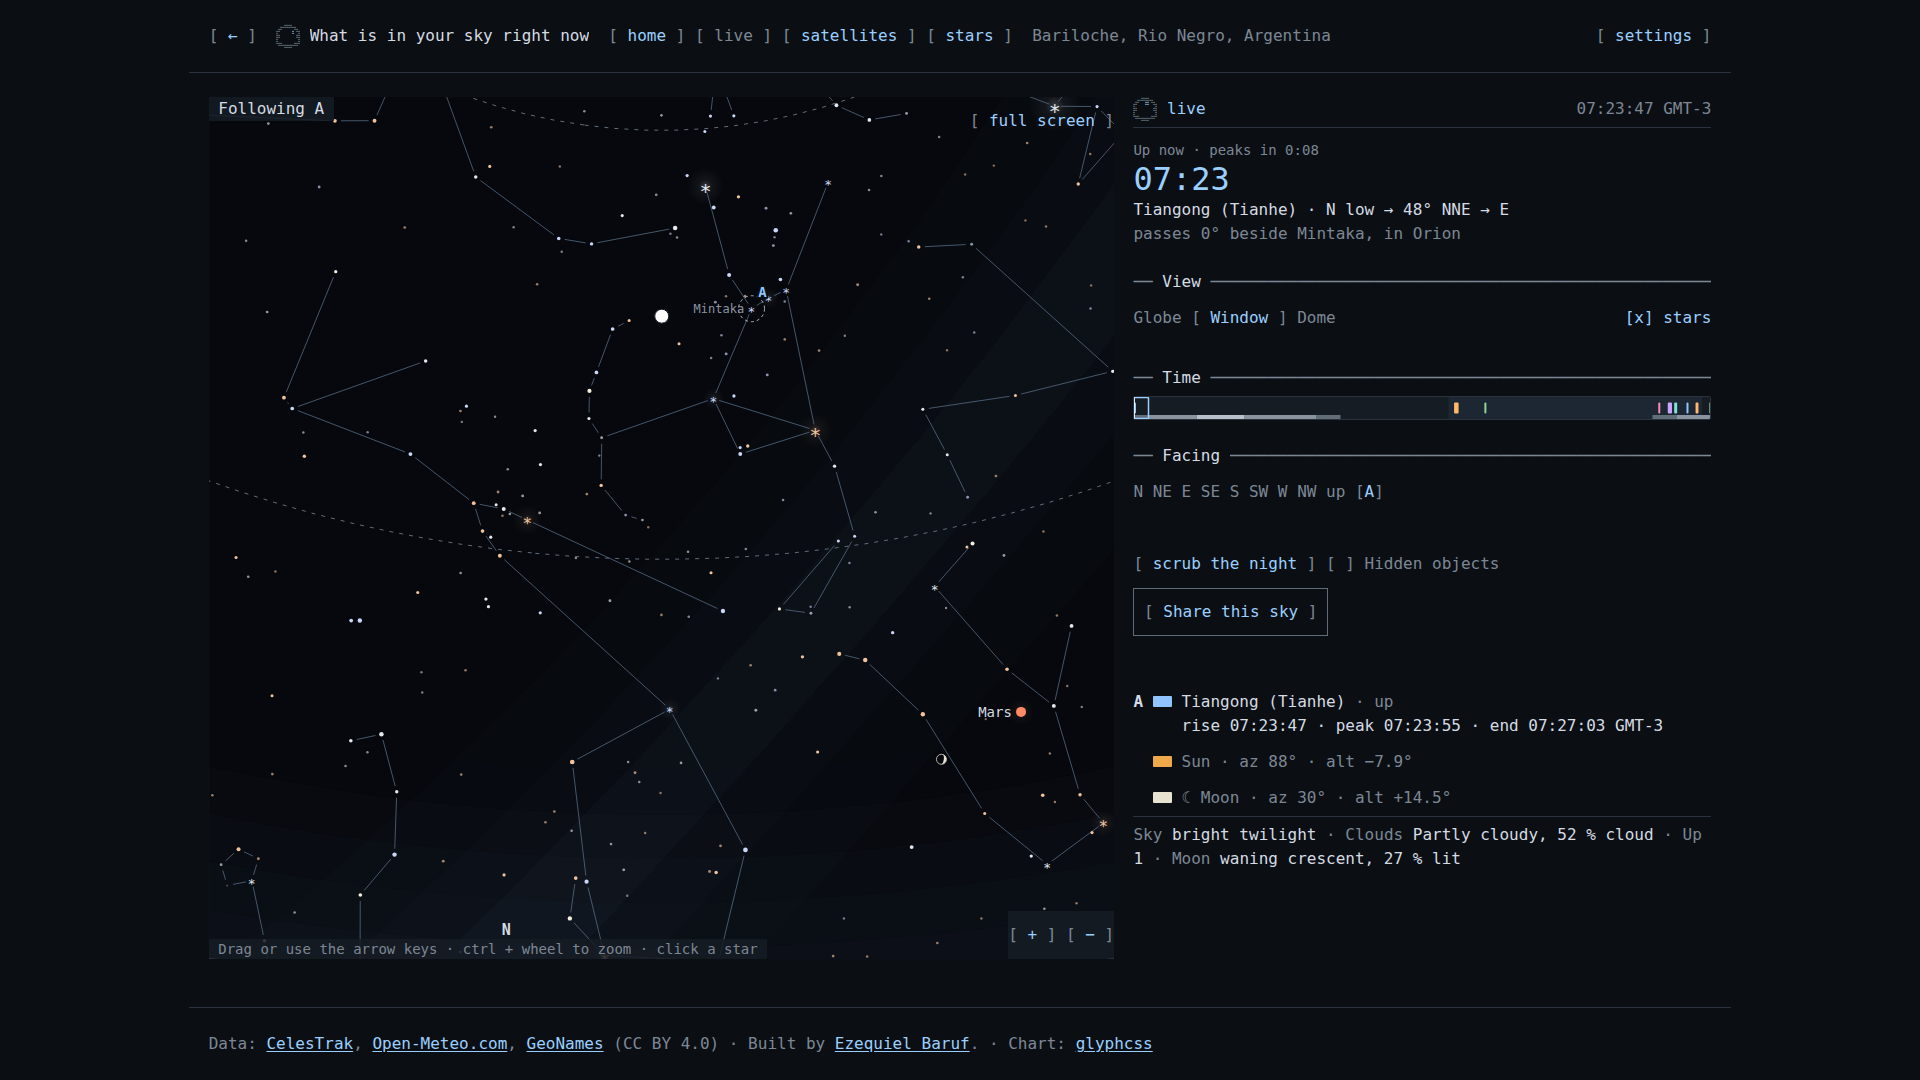 [ ← ] What is in your sky right now [ home ] [ live ] [ satellites ] [ stars ] Bariloche, Rio Negro, Argentina [ settings ]
Following A
[ full screen ]
A
Mintaka
Mars
N
Drag or use the arrow keys · ctrl + wheel to zoom · click a star
[ + ] [ − ]
live 07:23:47 GMT-3
Up now · peaks in 0:08
07:23
Tiangong (Tianhe) · N low → 48° NNE → E
passes 0° beside Mintaka, in Orion
View
Globe [ Window ] Dome [x] stars
Time
Facing
N NE E SE S SW W NW up [A]
[ scrub the night ] [ ] Hidden objects
[ Share this sky ]
A Tiangong (Tianhe) · up
rise 07:23:47 · peak 07:23:55 · end 07:27:03 GMT-3
Sun · az 88° · alt −7.9°
☾ Moon · az 30° · alt +14.5°
Sky bright twilight · Clouds Partly cloudy, 52 % cloud · Up
1 · Moon waning crescent, 27 % lit
Data: CelesTrak, Open-Meteo.com, GeoNames (CC BY 4.0) · Built by Ezequiel Baruf. · Chart: glyphcss